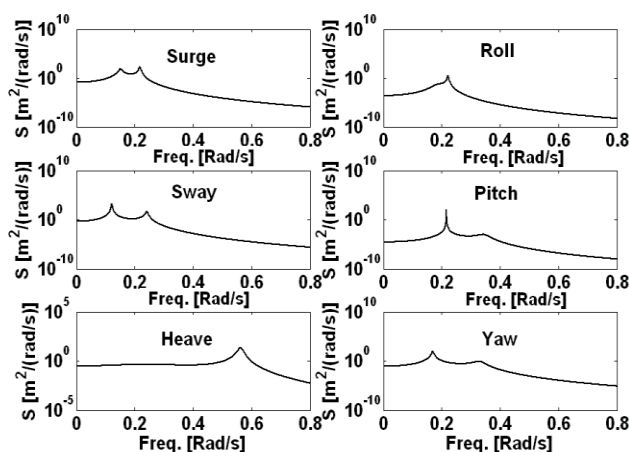 10^10
10^0
10^-10
S [m^2/(rad/s)]
Surge
0 0.2 0.4 0.6 0.8
Freq. [Rad/s]
10^10
10^0
10^-10
S [m^2/(rad/s)]
Roll
0 0.2 0.4 0.6 0.8
Freq. [Rad/s]
10^10
10^0
10^-10
S [m^2/(rad/s)]
Sway
0 0.2 0.4 0.6 0.8
Freq. [Rad/s]
10^10
10^0
10^-10
S [m^2/(rad/s)]
Pitch
0 0.2 0.4 0.6 0.8
Freq. [Rad/s]
10^5
10^0
10^-5
S [m^2/(rad/s)]
Heave
0 0.2 0.4 0.6 0.8
Freq. [Rad/s]
10^10
10^0
10^-10
S [m^2/(rad/s)]
Yaw
0 0.2 0.4 0.6 0.8
Freq. [Rad/s]